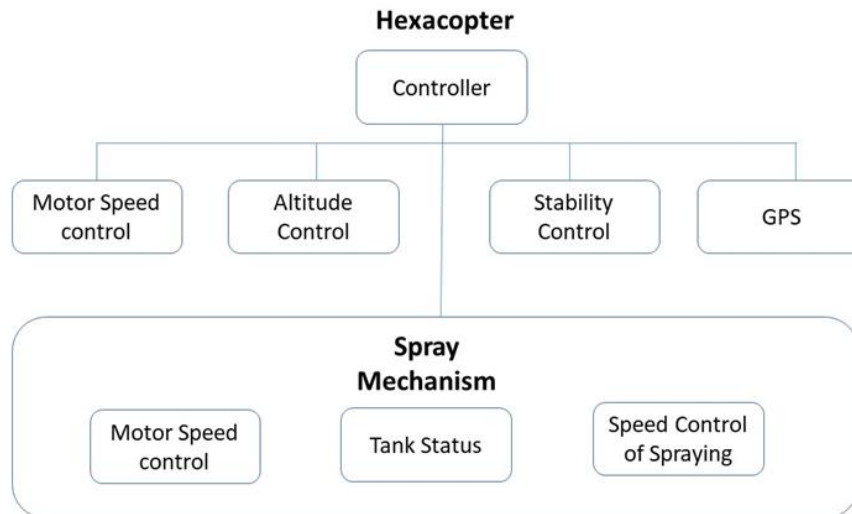 Hexacopter
Controller
Motor Speed
control
Altitude
Control
Stability
Control
GPS
Spray
Mechanism
Motor Speed
control
Tank Status
Speed Control
of Spraying